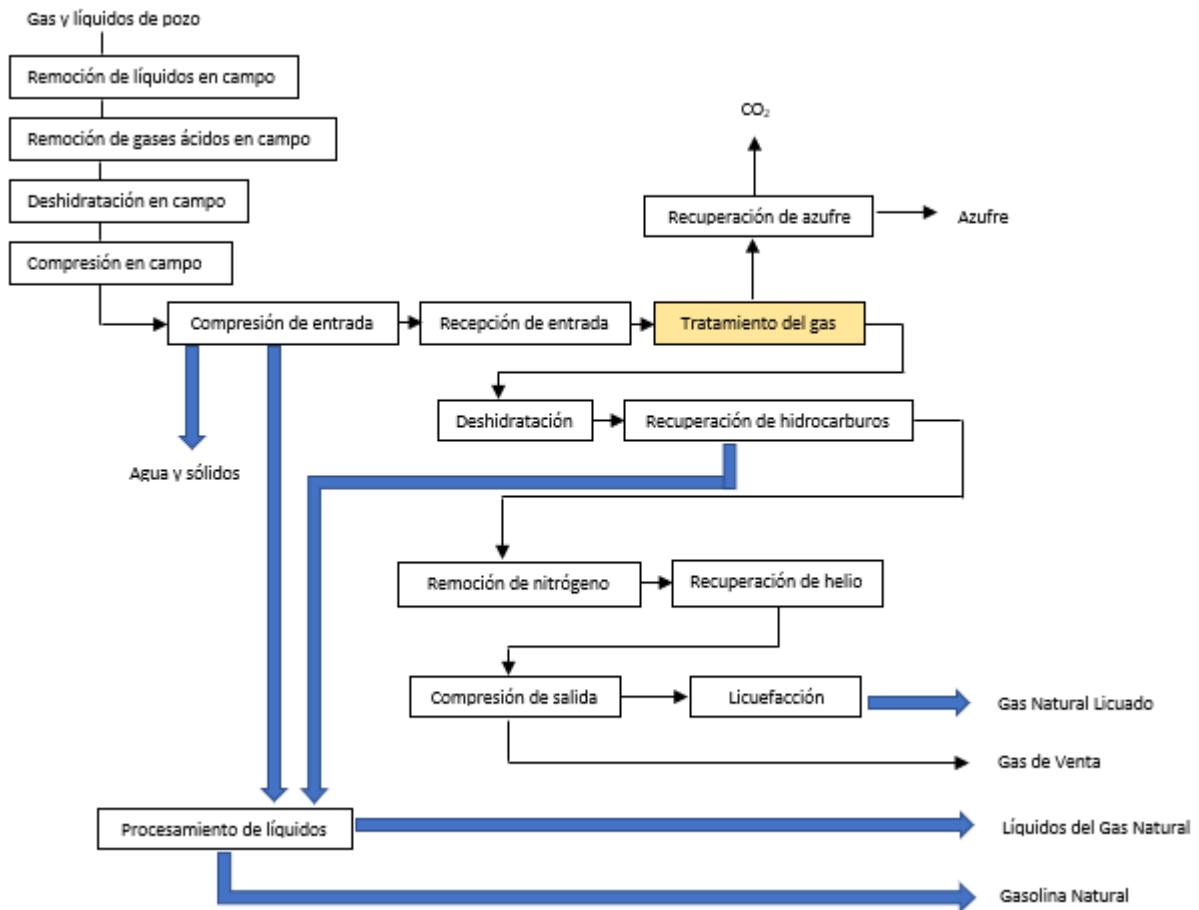 Gas y líquidos de pozo
Remoción de líquidos en campo
Remoción de gases ácidos en campo
Deshidratación en campo
Compresión en campo
CO₂
Recuperación de azufre
Azufre
Compresión de entrada
Recepción de entrada
Tratamiento del gas
Deshidratación
Recuperación de hidrocarburos
Agua y sólidos
Remoción de nitrógeno
Recuperación de helio
Compresión de salida
Licuefacción
Gas Natural Licuado
Gas de Venta
Procesamiento de líquidos
Líquidos del Gas Natural
Gasolina Natural